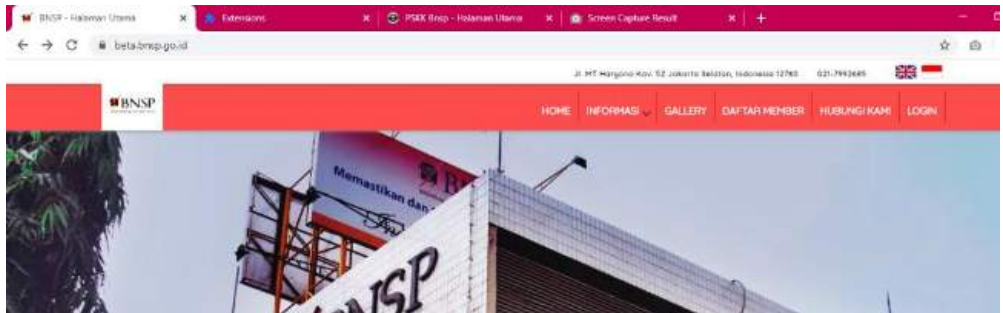 BNSP - Halaman Utama
Extensions
PSKK Bnsp - Halaman Utama
Screen Capture Result
beta.bnsp.go.id
Jl. MT Haryono Kav. 52 Jakarta Selatan, Indonesia 12780 021-7992685
BNSP
HOME INFORMASI GALLERY DAFTAR MEMBER HUBUNGI KAMI LOGIN
Memastikan dan
BNSP